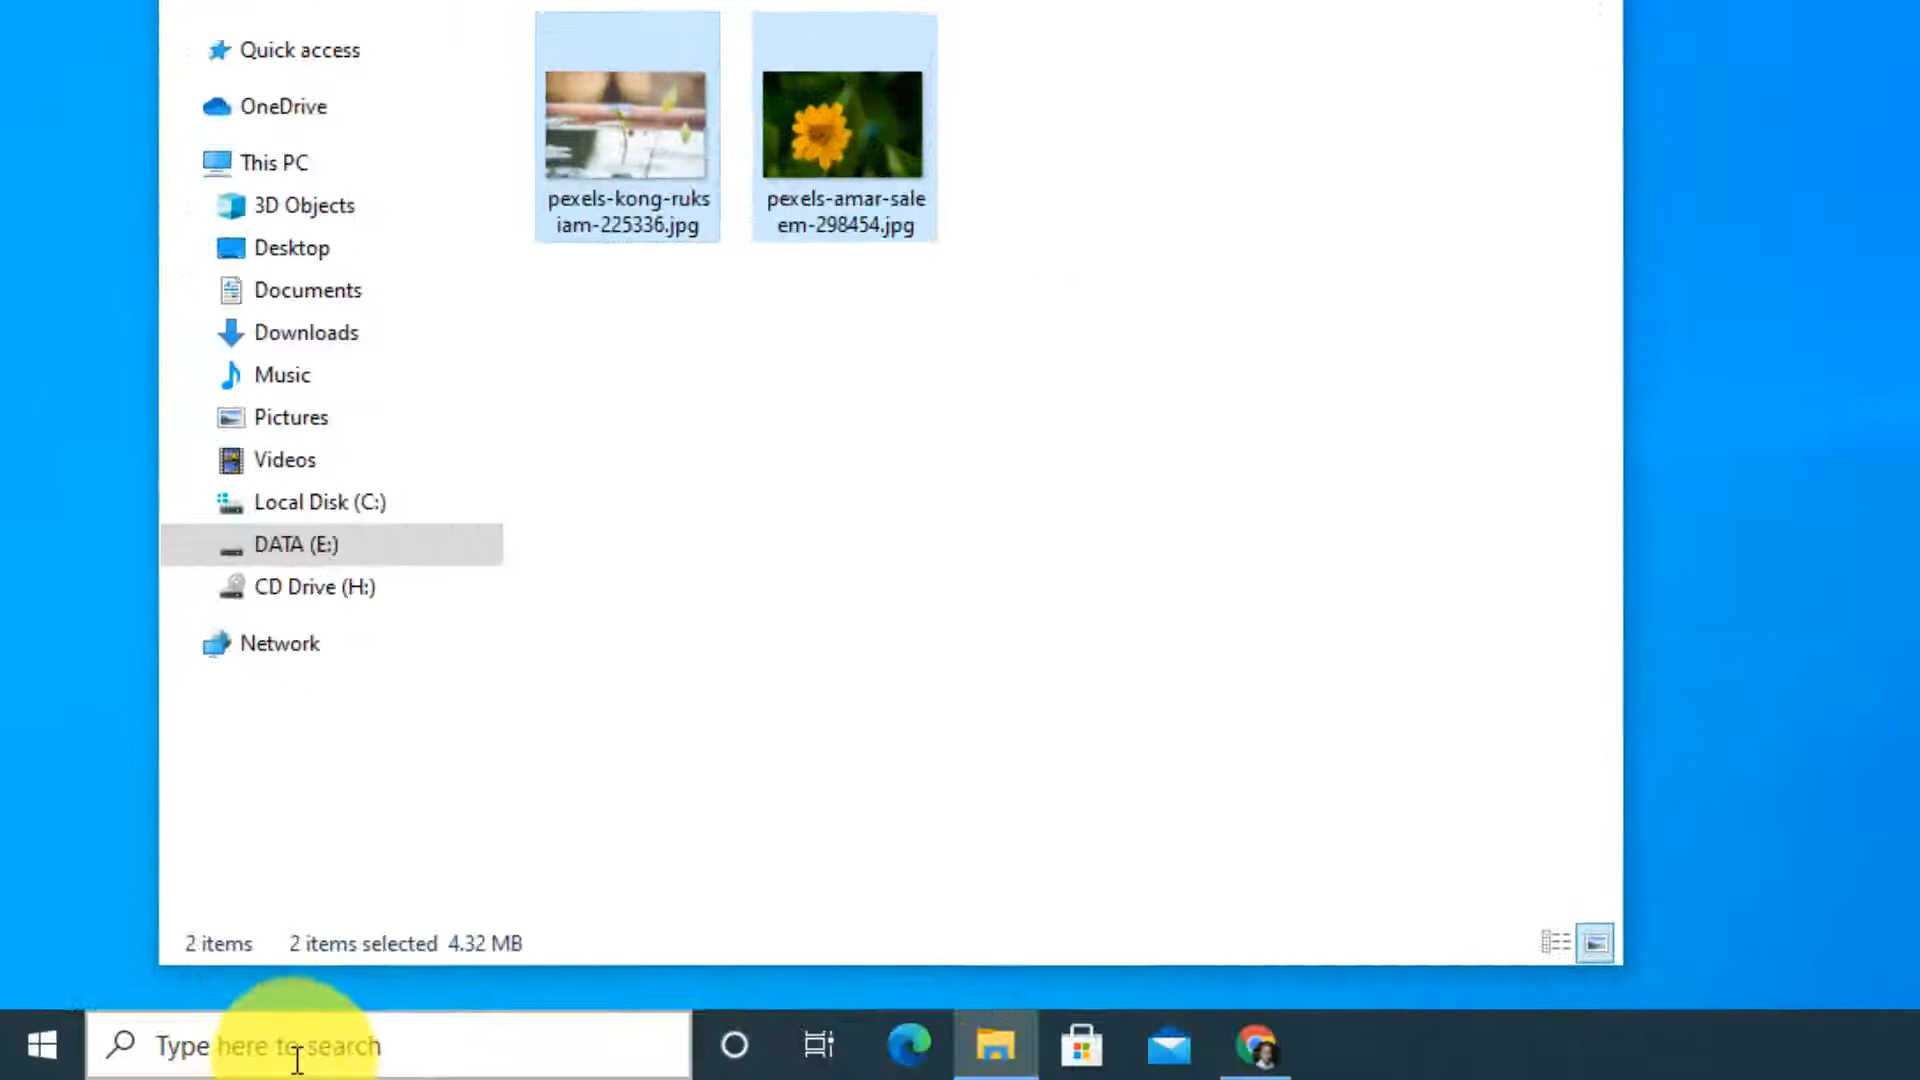 Quick access
OneDrive
This PC
3D Objects
Desktop
Documents
Downloads
Music
Pictures
Videos
Local Disk (C:)
DATA (E:)
CD Drive (H:)
Network
pexels-kong-ruks
iam-225336.jpg
pexels-amar-sale
em-298454.jpg
2 items 2 items selected 4.32 MB
Type here to search